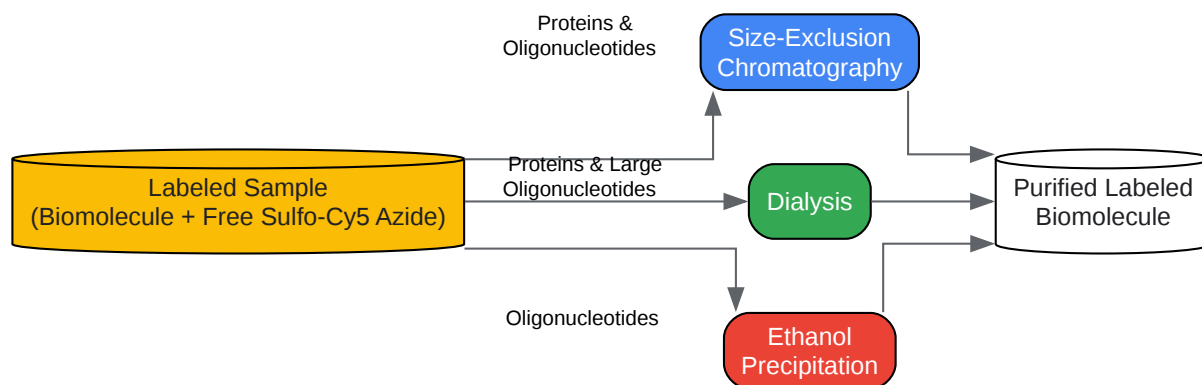 Proteins &
Oligonucleotides
Size-Exclusion
Chromatography
Labeled Sample
(Biomolecule + Free Sulfo-Cy5 Azide)
Proteins & Large
Oligonucleotides
Dialysis
Purified Labeled
Biomolecule
Oligonucleotides
Ethanol
Precipitation